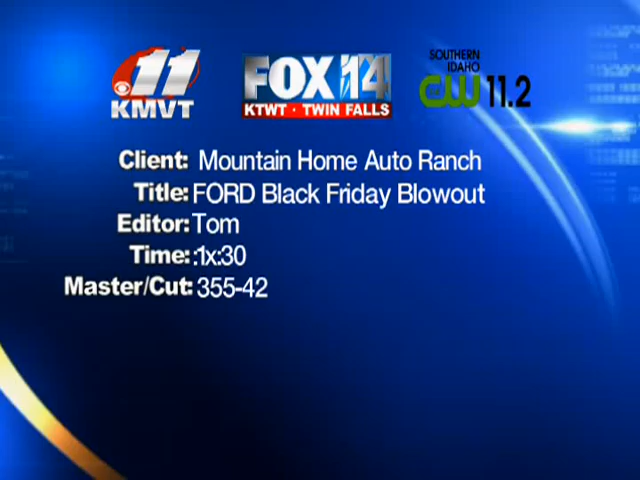 11
KMVT
FOX 14
KTWT · TWIN FALLS
SOUTHERN
IDAHO
CW 11.2
Client: Mountain Home Auto Ranch
Title: FORD Black Friday Blowout
Editor: Tom
Time: :1x:30
Master/Cut: 355-42